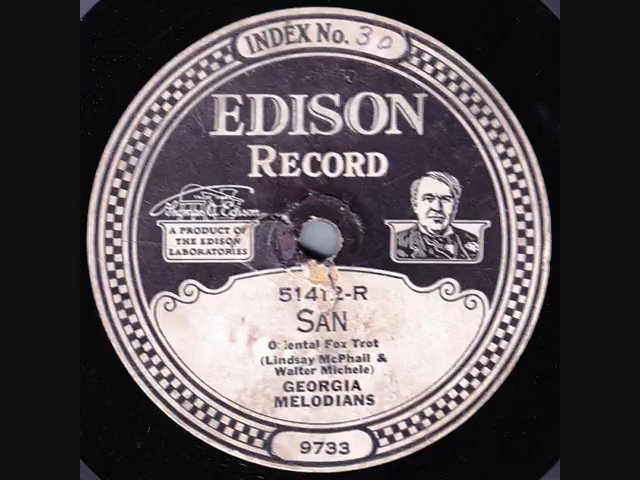 INDEX No. 30
EDISON
RECORD
Thomas A. Edison
A PRODUCT OF
THE EDISON
LABORATORIES
51412-R
SAN
Oriental Fox Trot
(Lindsay McPhail &
Walter Michele)
GEORGIA
MELODIANS
9733